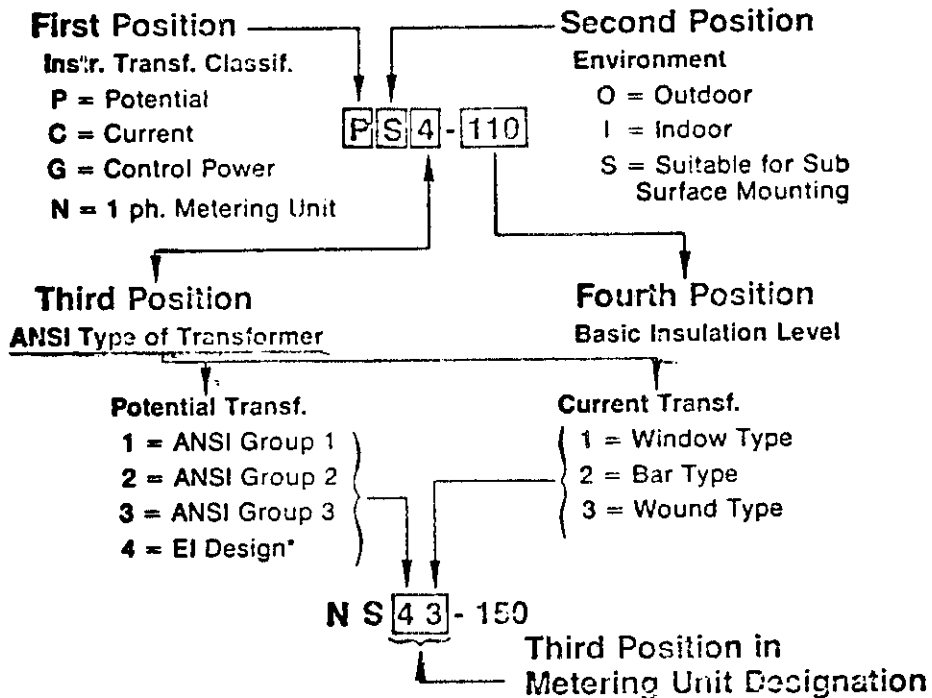 First Position
Instr. Transf. Classif.
P = Potential
C = Current
G = Control Power
N = 1 ph. Metering Unit
Second Position
Environment
O = Outdoor
I = Indoor
S = Suitable for Sub
Surface Mounting
P S 4 - 110
Third Position
ANSI Type of Transformer
Fourth Position
Basic Insulation Level
Potential Transf.
1 = ANSI Group 1
2 = ANSI Group 2
3 = ANSI Group 3
4 = EI Design*
Current Transf.
1 = Window Type
2 = Bar Type
3 = Wound Type
N S 4 3 - 150
Third Position in
Metering Unit Designation